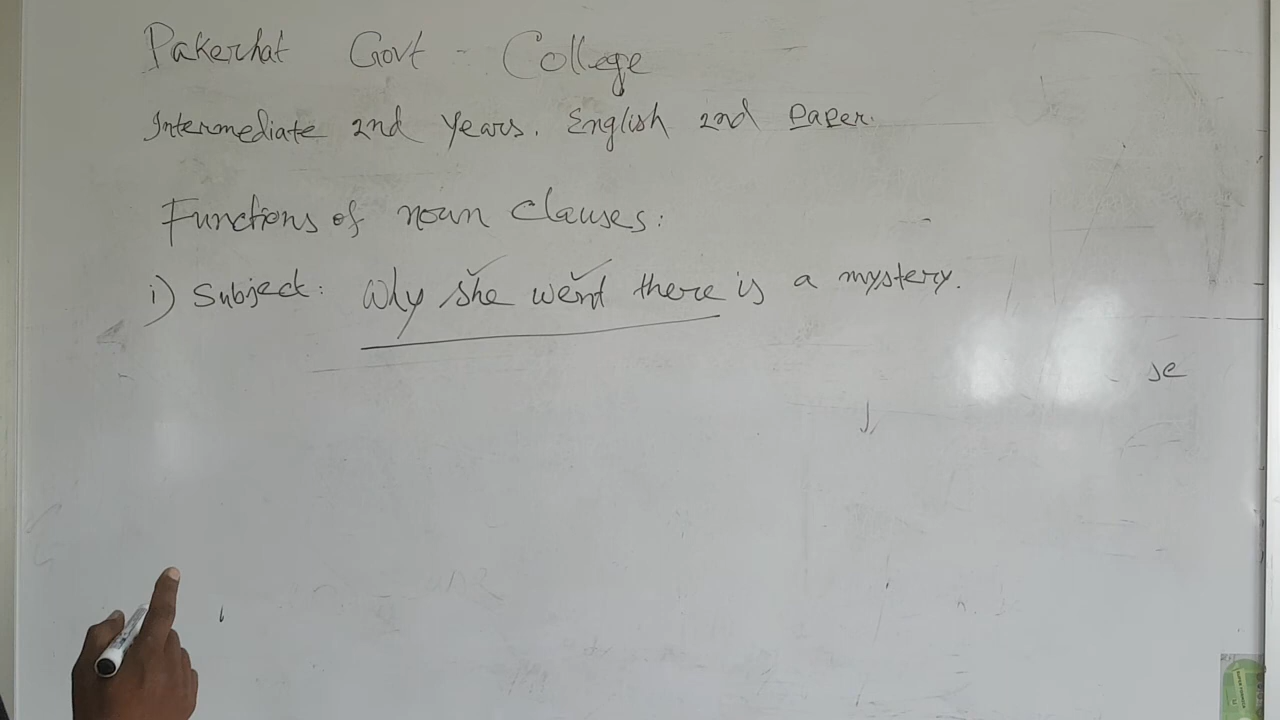 Pakerhat Govt - College
Intermediate 2nd Years. English 2nd Paper.
Functions of noun Clauses:
i) Subject: Why she went there is a mystery.
se